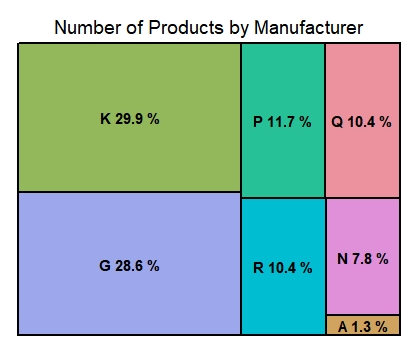 Number of Products by Manufacturer
K 29.9 %
P 11.7 %
Q 10.4 %
G 28.6 %
R 10.4 %
N 7.8 %
A 1.3 %